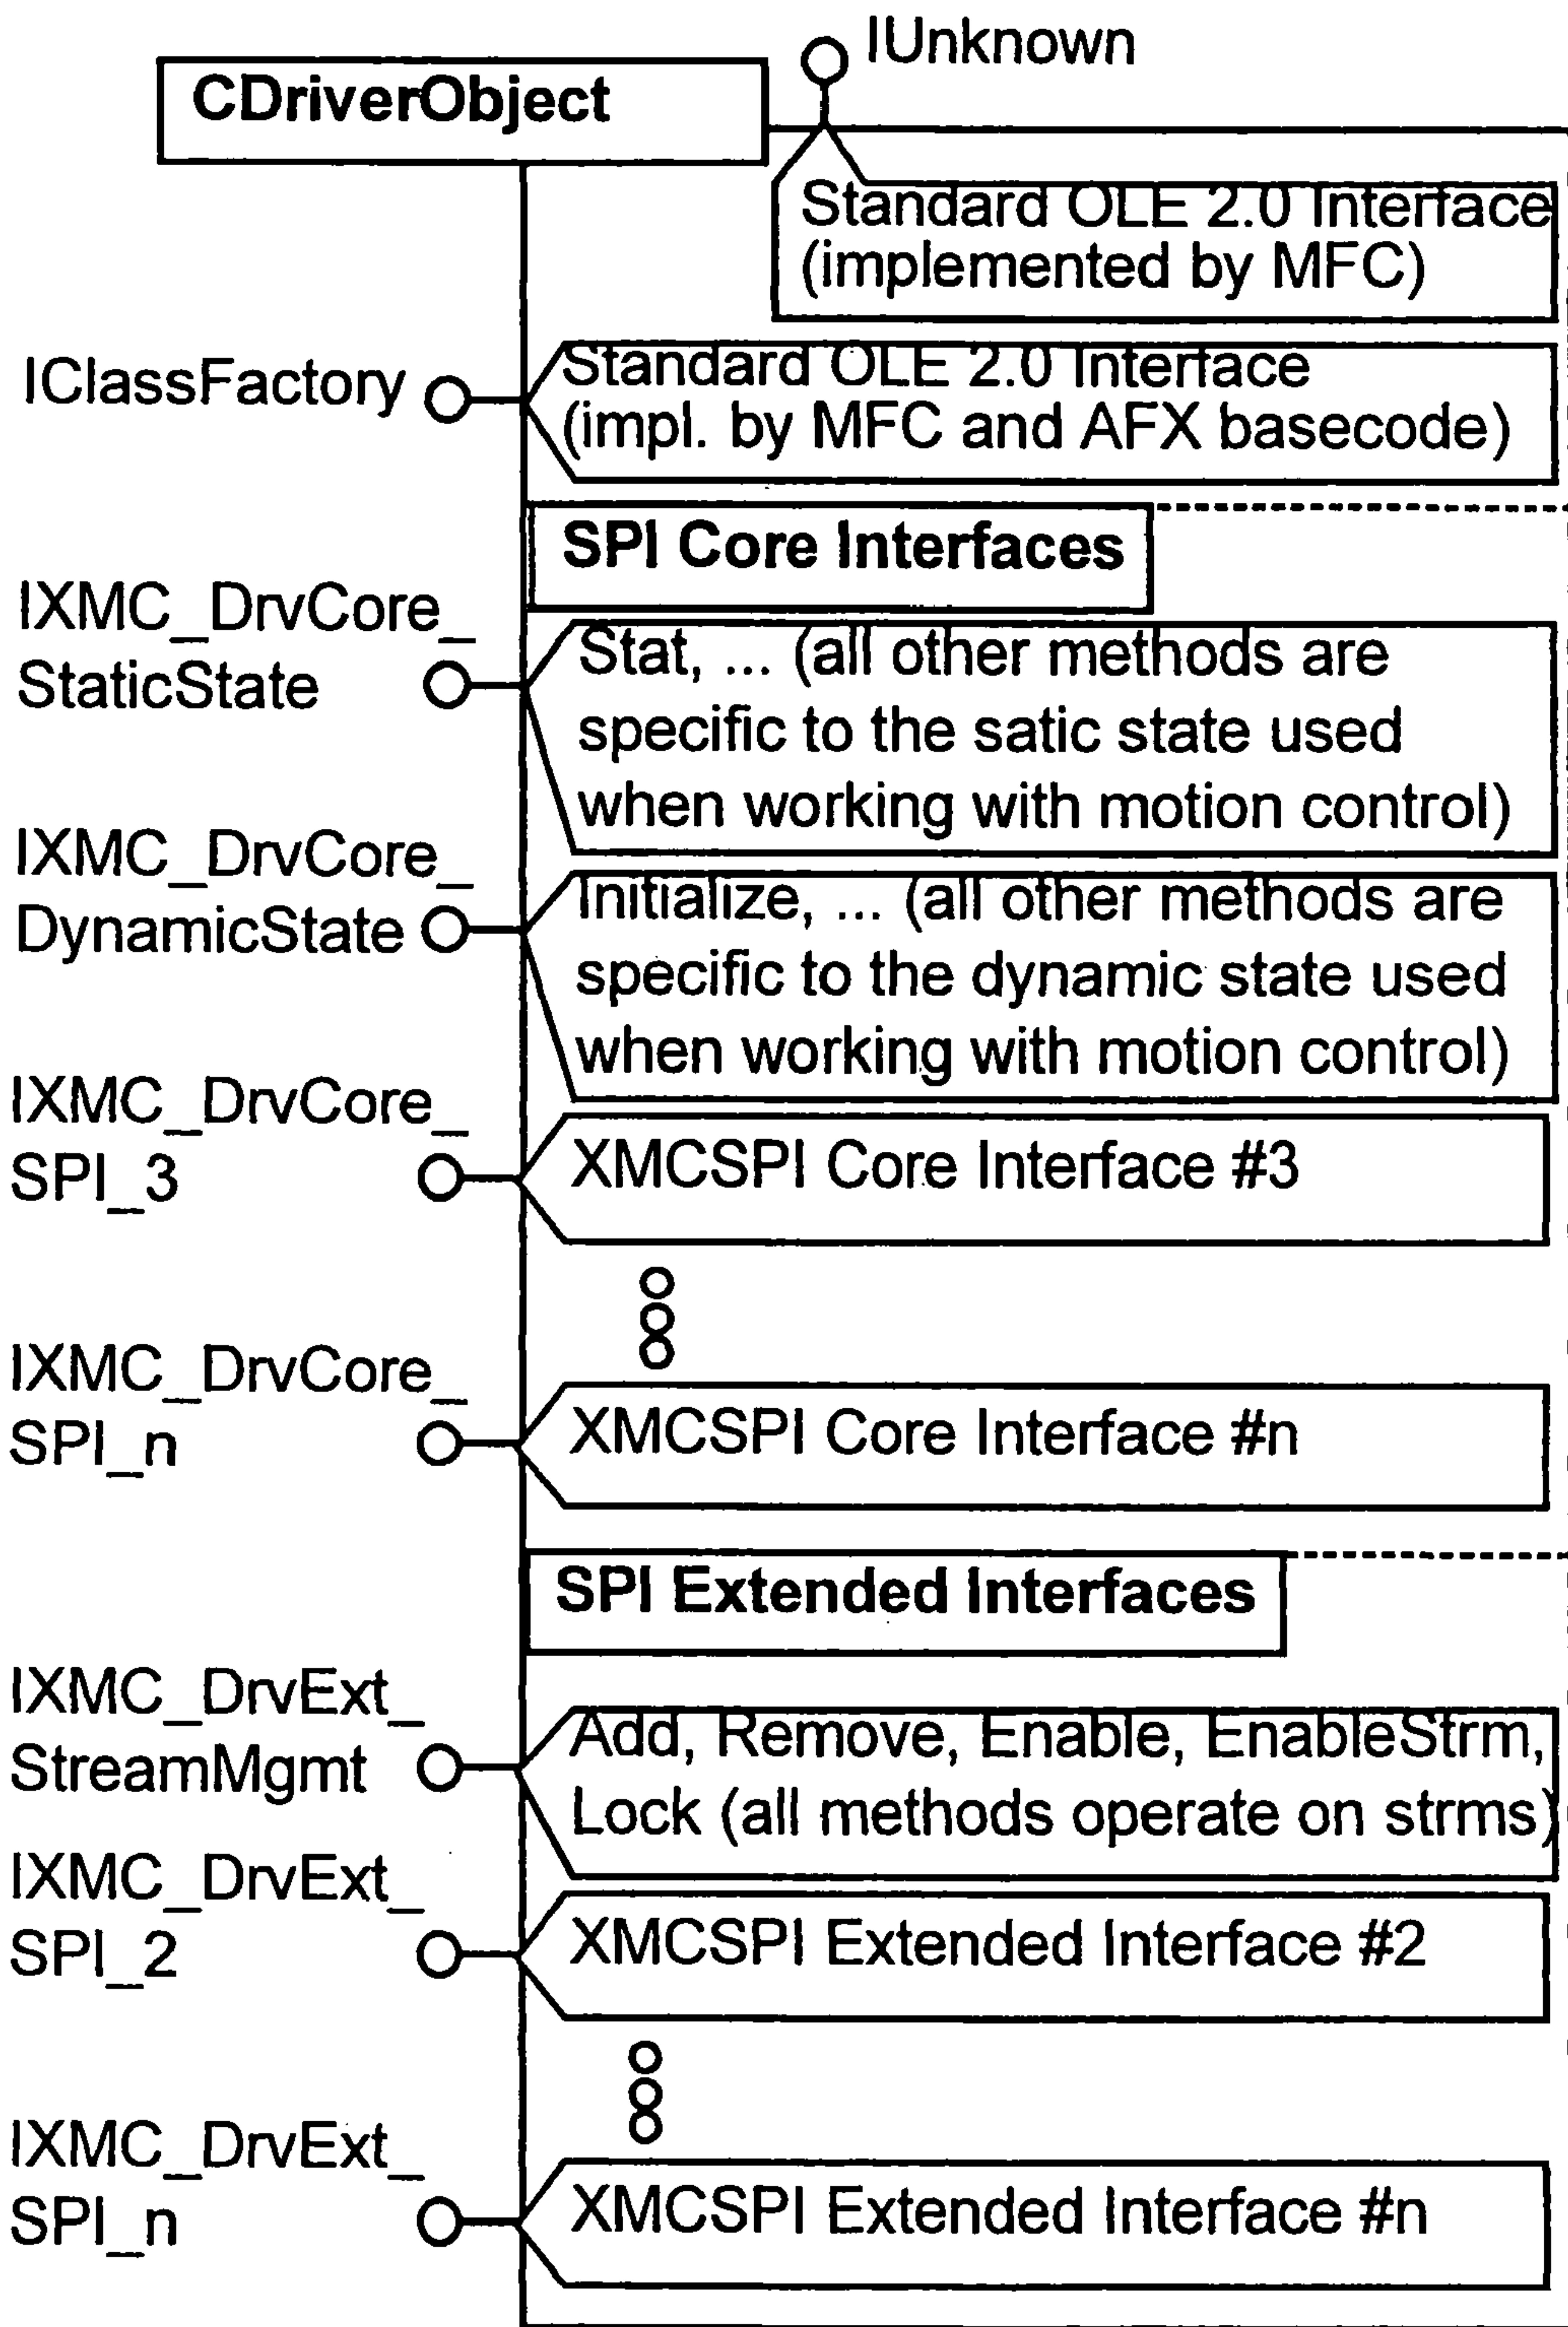 IUnknown
CDriverObject
Standard OLE 2.0 Interface
(implemented by MFC)
IClassFactory
Standard OLE 2.0 Interface
(impl. by MFC and AFX basecode)
SPI Core Interfaces
IXMC_DrvCore_
StaticState
Stat, ... (all other methods are
specific to the satic state used
when working with motion control)
IXMC_DrvCore_
DynamicState
Initialize, ... (all other methods are
specific to the dynamic state used
when working with motion control)
IXMC_DrvCore_
SPI_3
XMCSPI Core Interface #3
IXMC_DrvCore_
SPI_n
XMCSPI Core Interface #n
SPI Extended Interfaces
IXMC_DrvExt_
StreamMgmt
Add, Remove, Enable, EnableStrm,
Lock (all methods operate on strms)
IXMC_DrvExt_
SPI_2
XMCSPI Extended Interface #2
IXMC_DrvExt_
SPI_n
XMCSPI Extended Interface #n